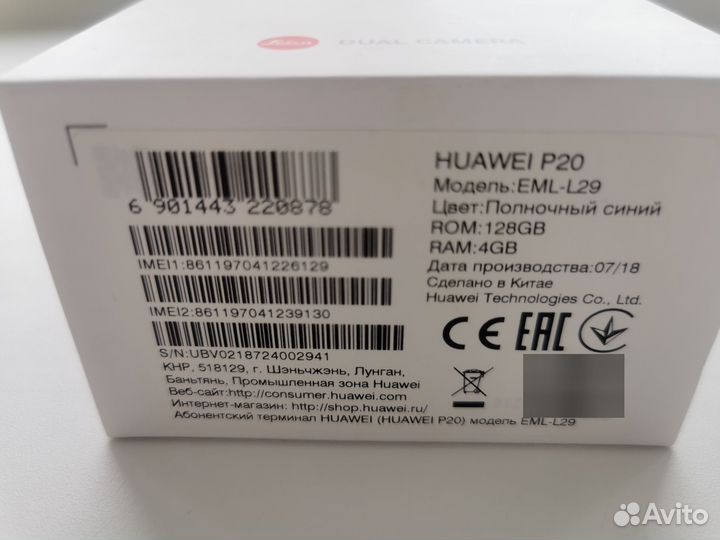 Leica DUAL CAMERA
6 901443 220878
IMEI1:861197041226129
IMEI2:861197041239130
S/N:UBV0218724002941
КНР, 518129, г. Шэньчжэнь, Лунган,
Баньтянь, Промышленная зона Huawei
Веб-сайт:http://consumer.huawei.com
Интернет-магазин: http://shop.huawei.ru/
Абонентский терминал HUAWEI (HUAWEI P20) модель EML-L29
HUAWEI P20
Модель:EML-L29
Цвет:Полночный синий
ROM:128GB
RAM:4GB
Дата производства:07/18
Сделано в Китае
Huawei Technologies Co., Ltd.
CE EAC
Avito